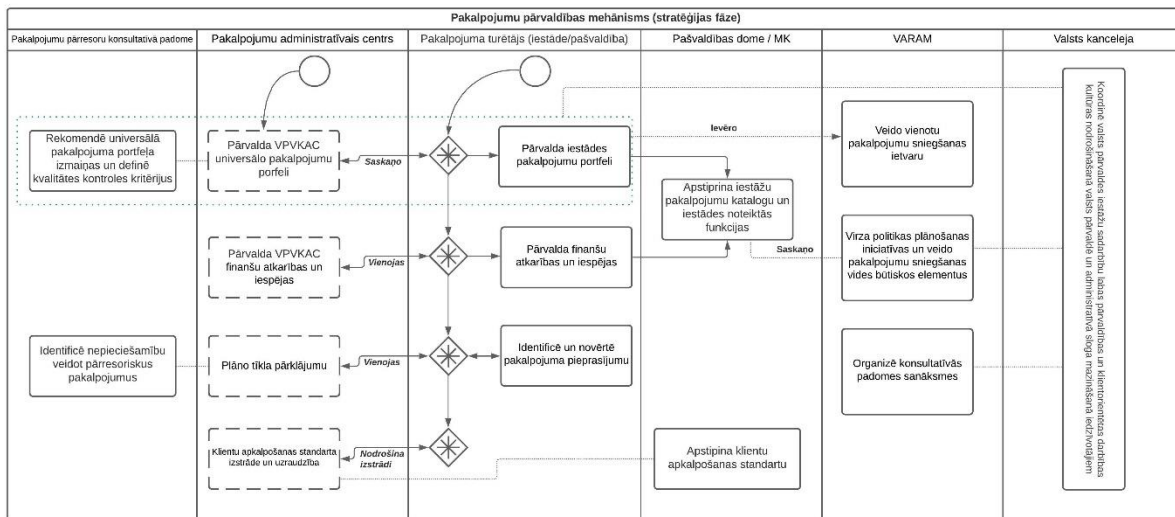 Pakalpojumu pārvaldības mehānisms (stratēģijas fāze)
Pakalpojumu pārresoru konsultatīvā padome
Pakalpojumu administratīvais centrs
Pakalpojuma turētājs (iestāde/pašvaldība)
Pašvaldības dome / MK
VARAM
Valsts kanceleja
Rekomendē universālā
pakalpojuma portfeļa
izmaiņas un definē
kvalitātes kontroles kritērijus
Pārvalda VPVKAC
universālo pakalpojumu
porfeli
Saskaņo
Pārvalda iestādes
pakalpojumu portfeli
Ievēro
Veido vienotu
pakalpojumu sniegšanas
ietvaru
Apstiprina iestāžu
pakalpojumu katalogu un
iestādes noteiktās
funkcijas
Pārvalda VPVKAC
finanšu atkarības un
iespējas
Vienojas
Pārvalda finanšu
atkarības un iespējas
Saskaņo
Virza politikas plānošanas
iniciatīvas un veido
pakalpojumu sniegšanas
vides būtiskos elementus
Identificē nepieciešamību
veidot pārresoriskus
pakalpojumus
Plāno tīkla pārklājumu
Vienojas
Identificē un novērtē
pakalpojuma pieprasījumu
Organizē konsultatīvās
padomes sanāksmes
Klientu apkalpošanas standarta
izstrāde un uzraudzība
Nodrošina
izstrādi
Apstipina klientu
apkalpošanas standartu
Koordinē valsts pārvaldes iestāžu sadarbību labas pārvaldības un klientorientētas darbības
kultūras nodrošināšanā valsts pārvaldē un administratīvā sloga mazināšanā iedzīvotājiem